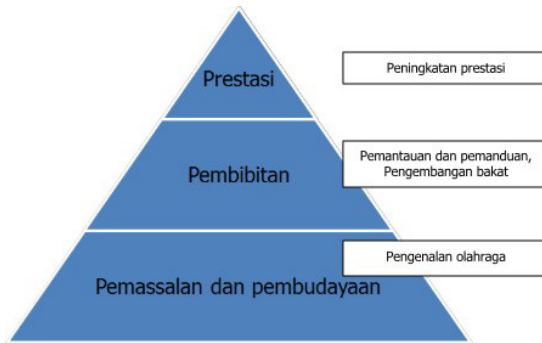 Prestasi
Peningkatan prestasi
Pembibitan
Pemantauan dan pemanduan,
Pengembangan bakat
Pemassalan dan pembudayaan
Pengenalan olahraga